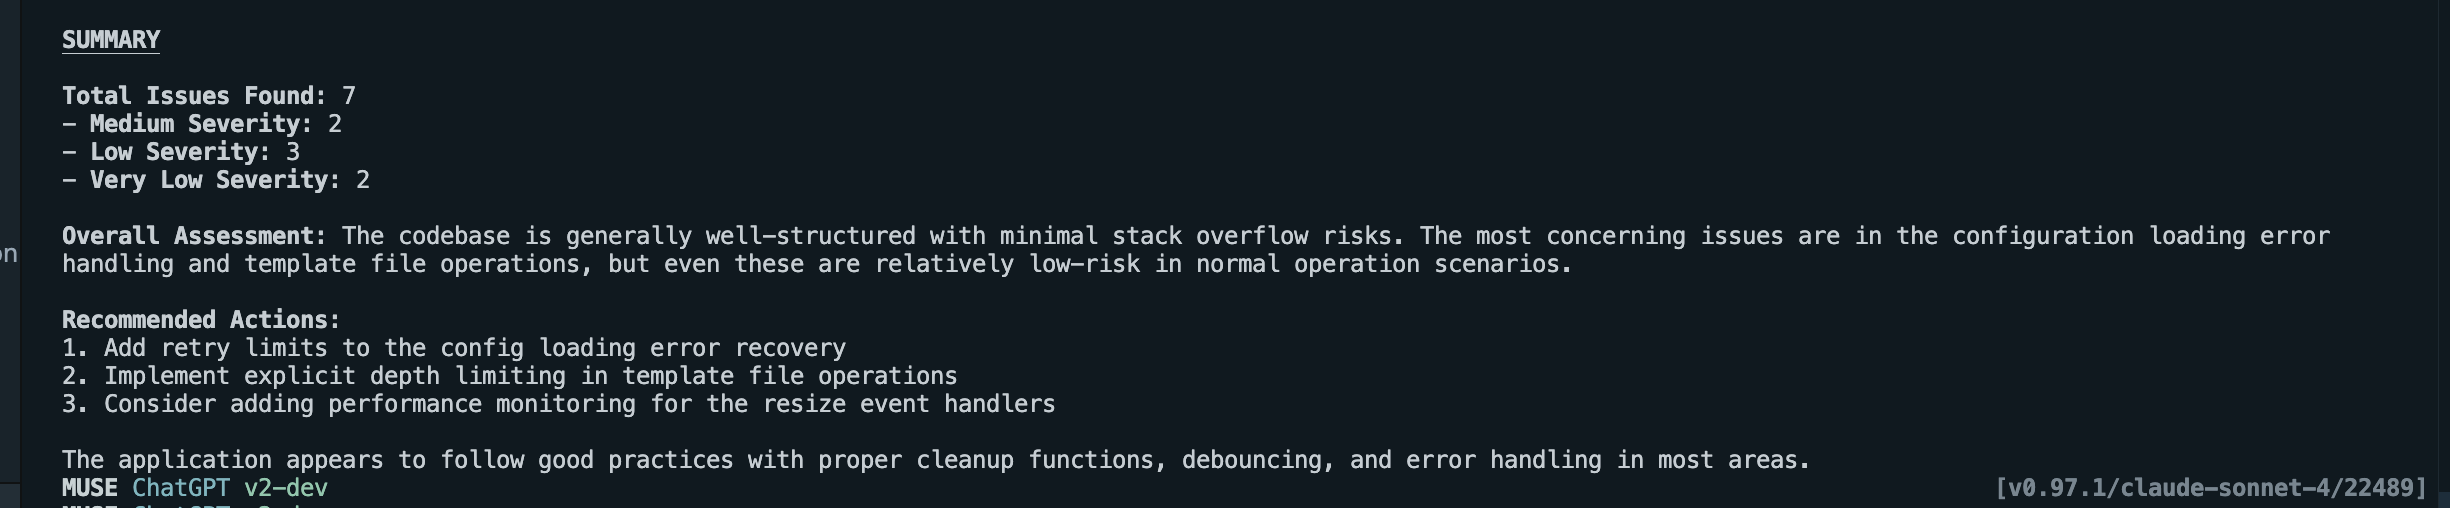 SUMMARY
Total Issues Found: 7
- Medium Severity: 2
- Low Severity: 3
- Very Low Severity: 2
Overall Assessment: The codebase is generally well-structured with minimal stack overflow risks. The most concerning issues are in the configuration loading error
on
handling and template file operations, but even these are relatively low-risk in normal operation scenarios.
Recommended Actions:
1. Add retry limits to the config loading error recovery
2. Implement explicit depth limiting in template file operations
3. Consider adding performance monitoring for the resize event handlers
The application appears to follow good practices with proper cleanup functions, debouncing, and error handling in most areas.
MUSE ChatGPT v2-dev [v0.97.1/claude-sonnet-4/22489]